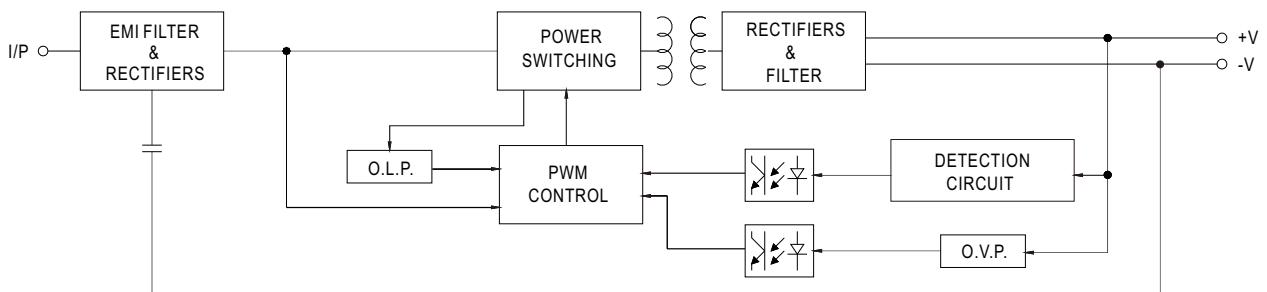 I/P
EMI FILTER
&
RECTIFIERS
POWER
SWITCHING
RECTIFIERS
&
FILTER
+V
-V
O.L.P.
PWM
CONTROL
DETECTION
CIRCUIT
O.V.P.